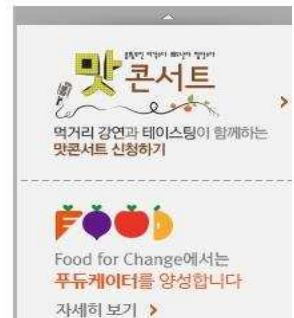 맛콘서트
먹거리 강연과 테이스팅이 함께하는
맛콘서트 신청하기
FOOD
Food for Change에서는
푸듀케이터를 양성합니다
자세히 보기 >